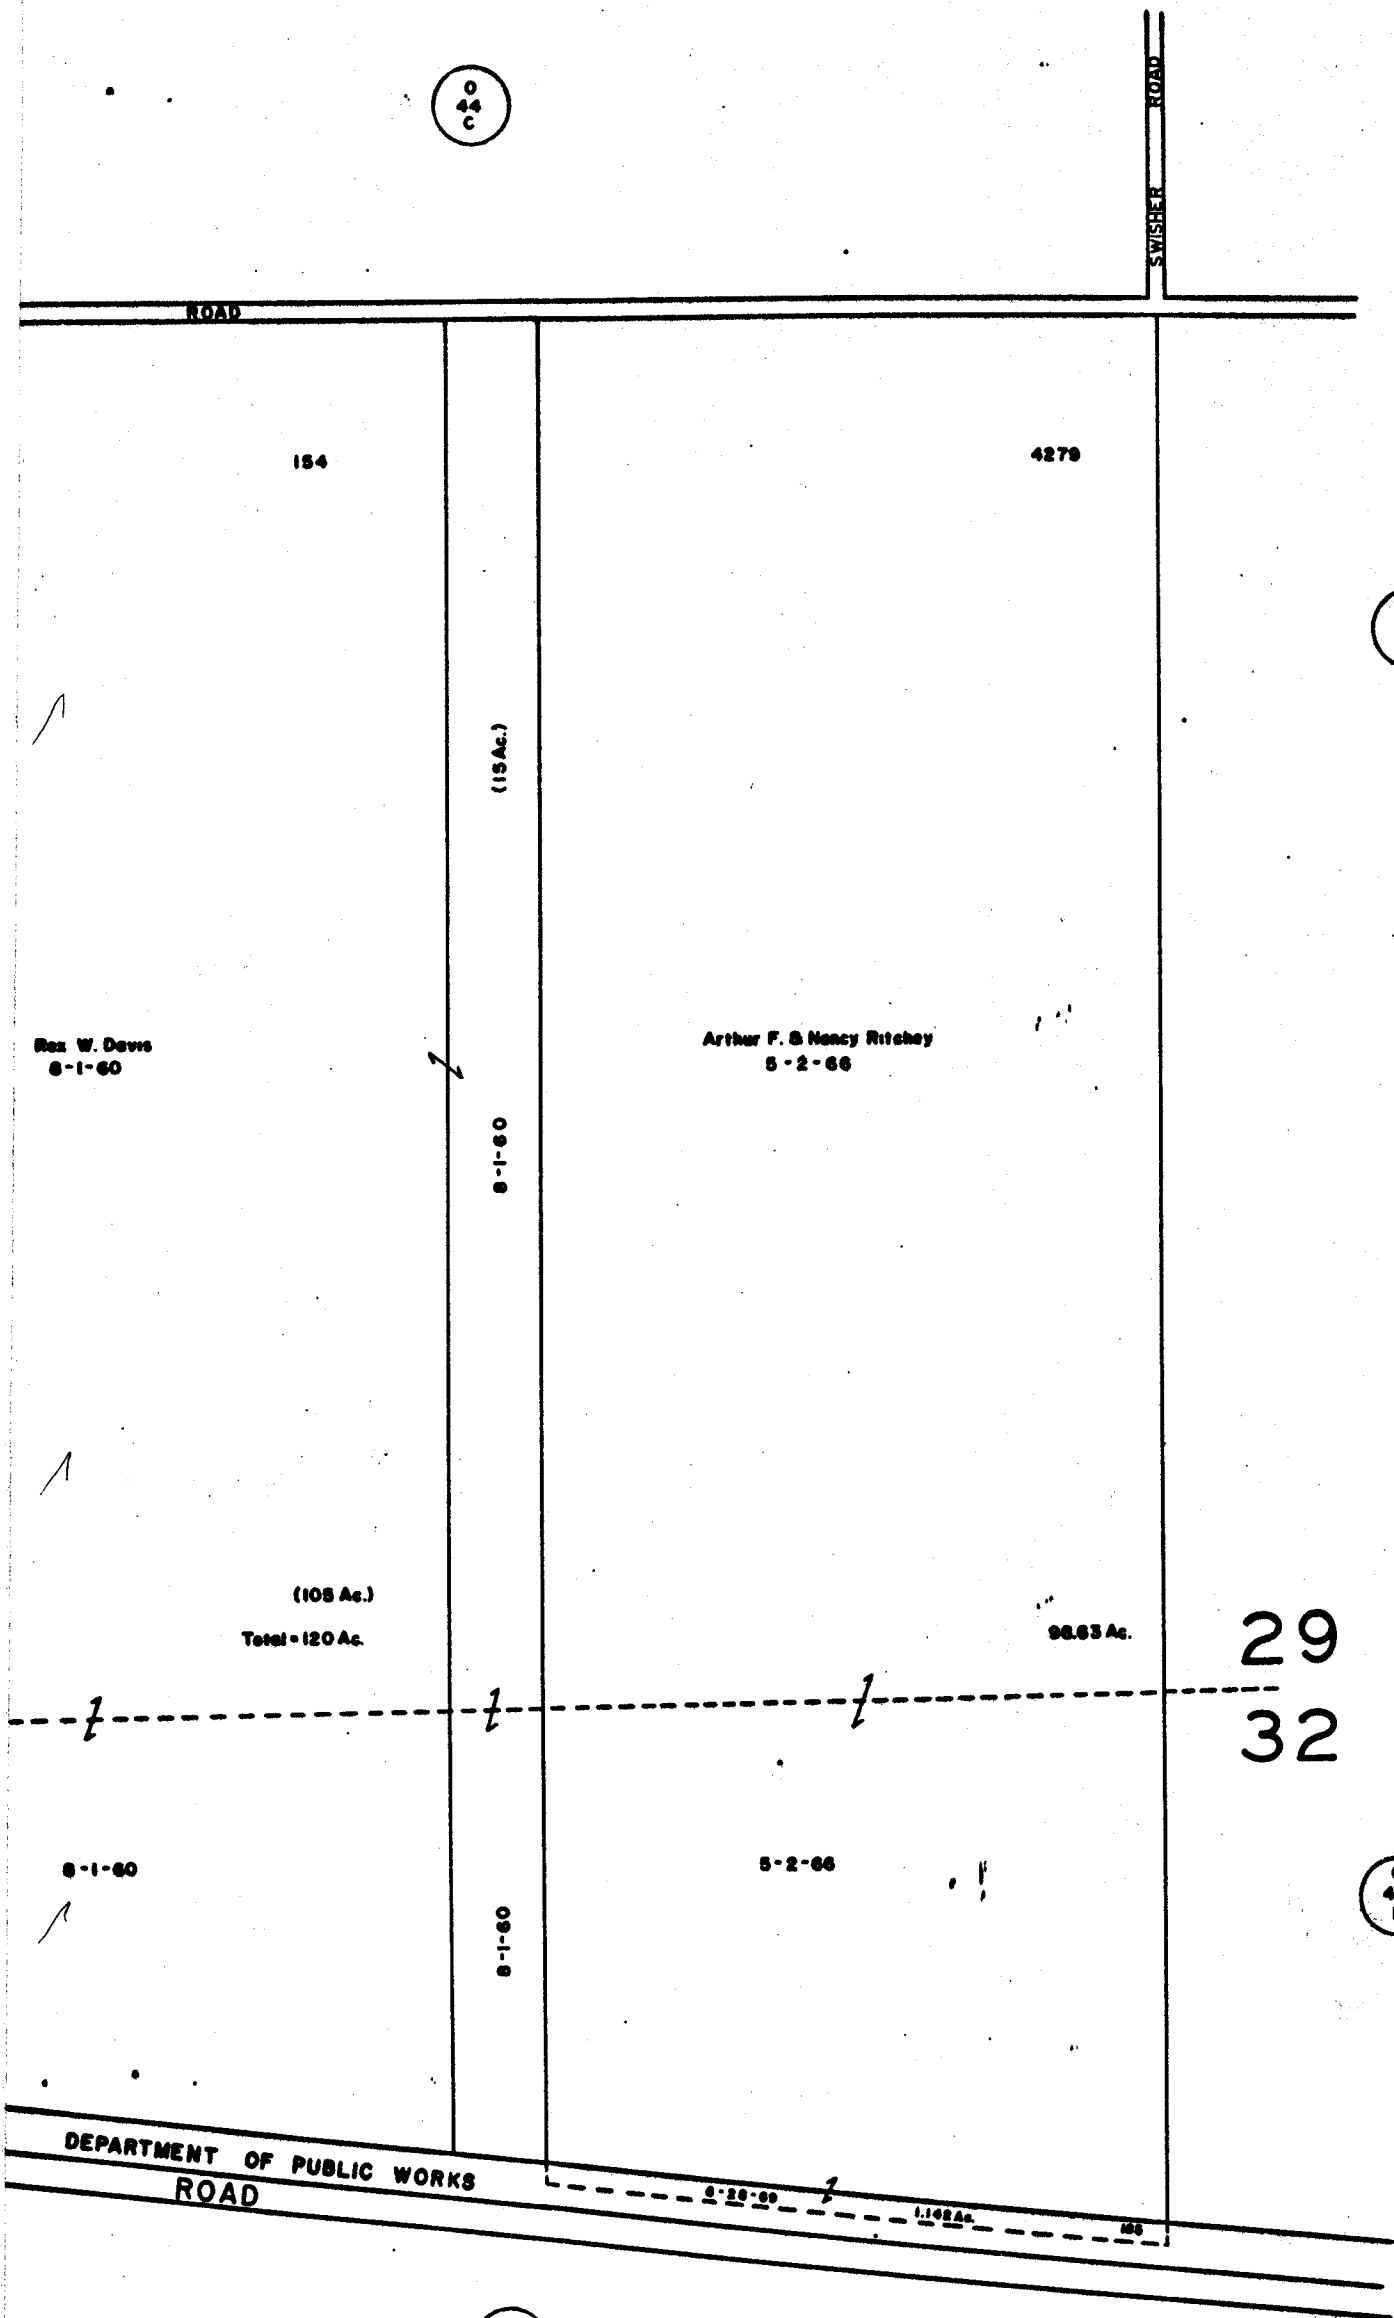 O
44
C
SWISHER ROAD
ROAD
154
4279
(15 Ac.)
Rex W. Davis
8-1-60
Arthur F. & Nancy Ritchey
5-2-66
8-1-60
(105 Ac.)
Total = 120 Ac.
98.63 Ac.
29
32
8-1-60
5-2-66
8-1-60
DEPARTMENT OF PUBLIC WORKS
ROAD
1.142 Ac.